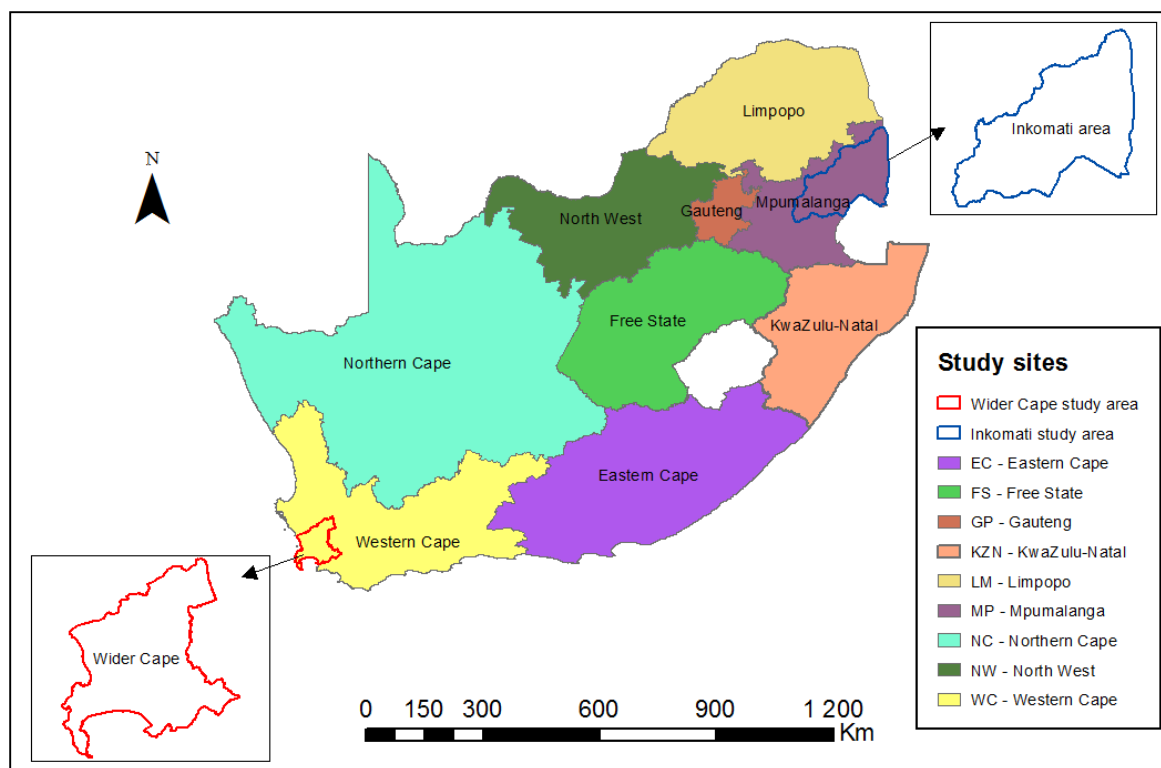 Limpopo
Inkomati area
N
Mpumalanga
Gauteng
North West
Free State
KwaZulu-Natal
Northern Cape
Eastern Cape
Western Cape
Wider Cape
Study sites
Wider Cape study area
Inkomati study area
EC - Eastern Cape
FS - Free State
GP - Gauteng
KZN - KwaZulu-Natal
LM - Limpopo
MP - Mpumalanga
NC - Northern Cape
NW - North West
WC - Western Cape
0 150 300 600 900 1 200
Km